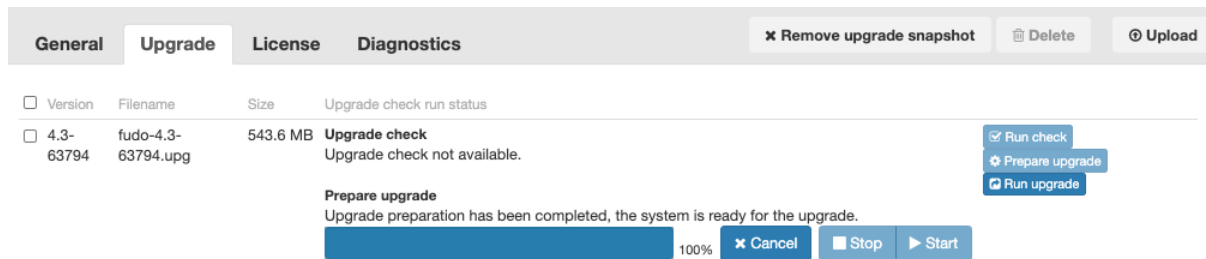 General Upgrade License Diagnostics Remove upgrade snapshot Delete Upload
Version Filename Size Upgrade check run status
4.3- fudo-4.3- 543.6 MB Upgrade check Run check
63794 63794.upg Upgrade check not available. Prepare upgrade
Run upgrade
Prepare upgrade
Upgrade preparation has been completed, the system is ready for the upgrade.
100% Cancel Stop Start